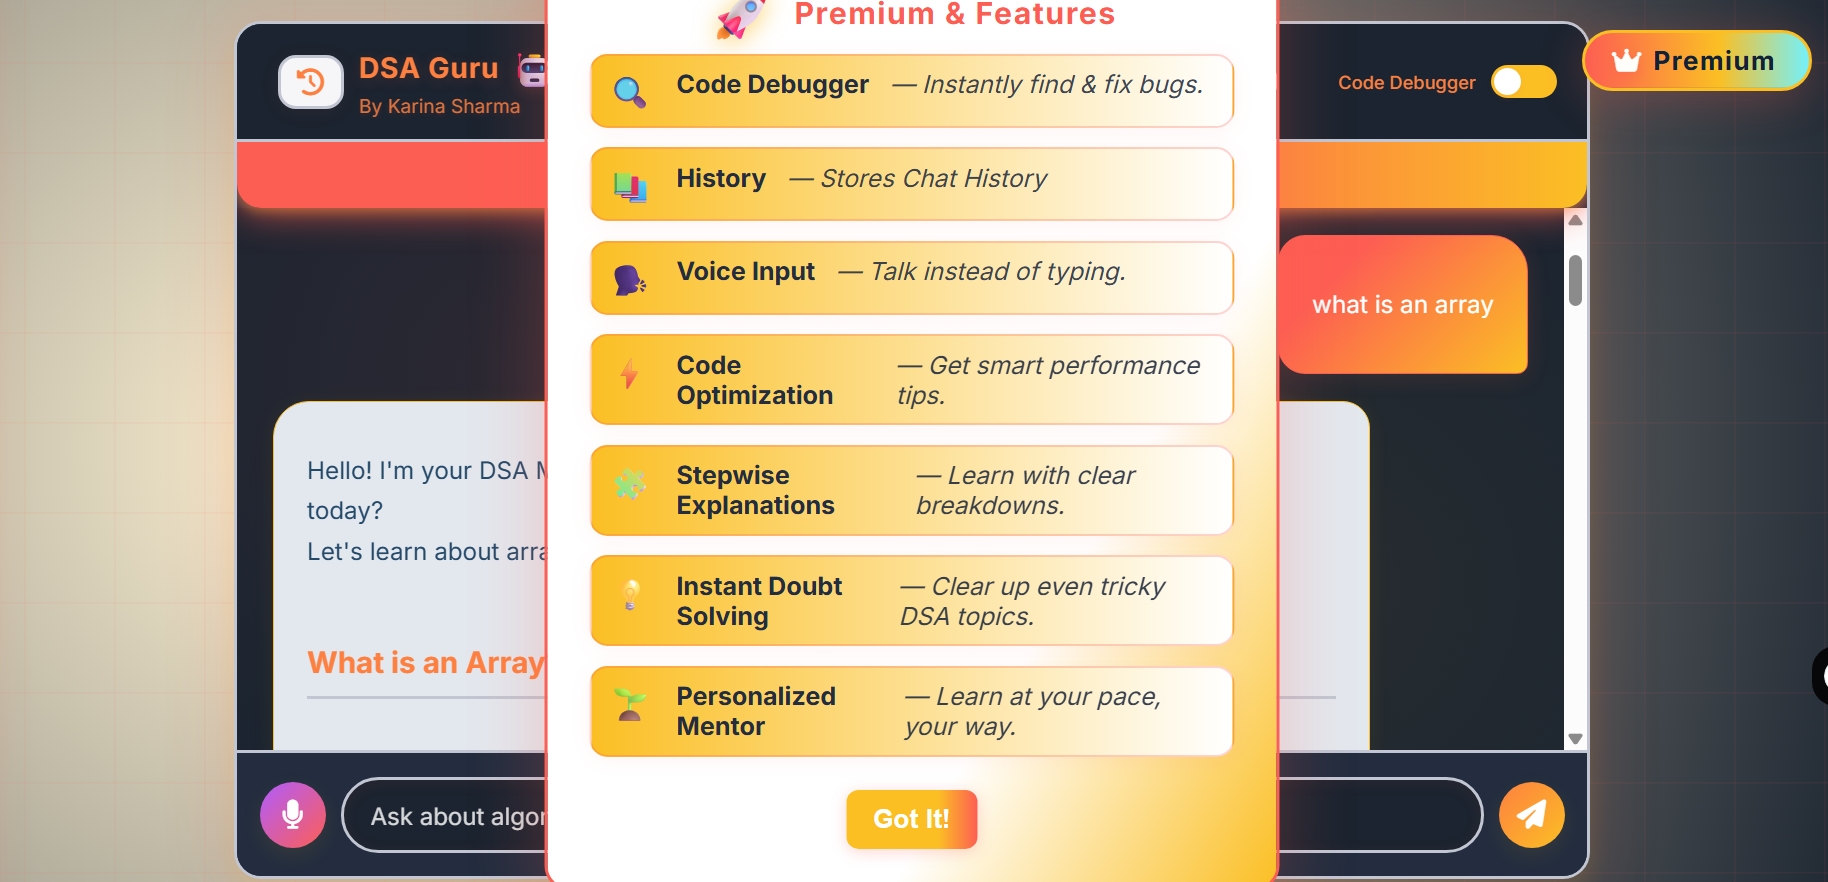 Premium & Features
DSA Guru
By Karina Sharma
Code Debugger
Premium
Code Debugger — Instantly find & fix bugs.
History — Stores Chat History
Voice Input — Talk instead of typing.
Code
Optimization
— Get smart performance
tips.
Stepwise
Explanations
— Learn with clear
breakdowns.
Instant Doubt
Solving
— Clear up even tricky
DSA topics.
Personalized
Mentor
— Learn at your pace,
your way.
Got It!
what is an array
Hello! I'm your DSA
today?
Let's learn about
What is an Array
Ask about